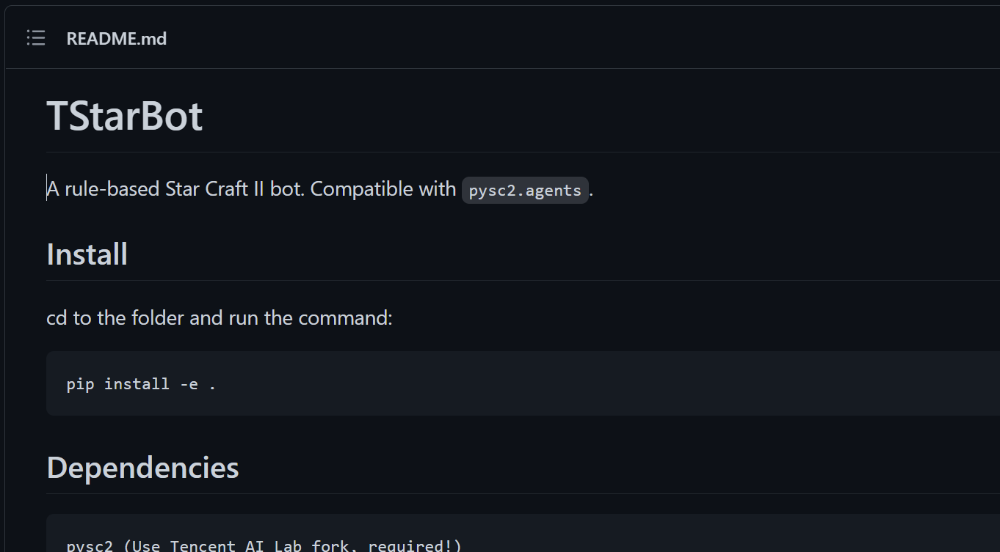 README.md
TStarBot
A rule-based Star Craft II bot. Compatible with pysc2.agents.
Install
cd to the folder and run the command:
pip install -e .
Dependencies
pysc2 (Use Tencent AI Lab fork, required!)